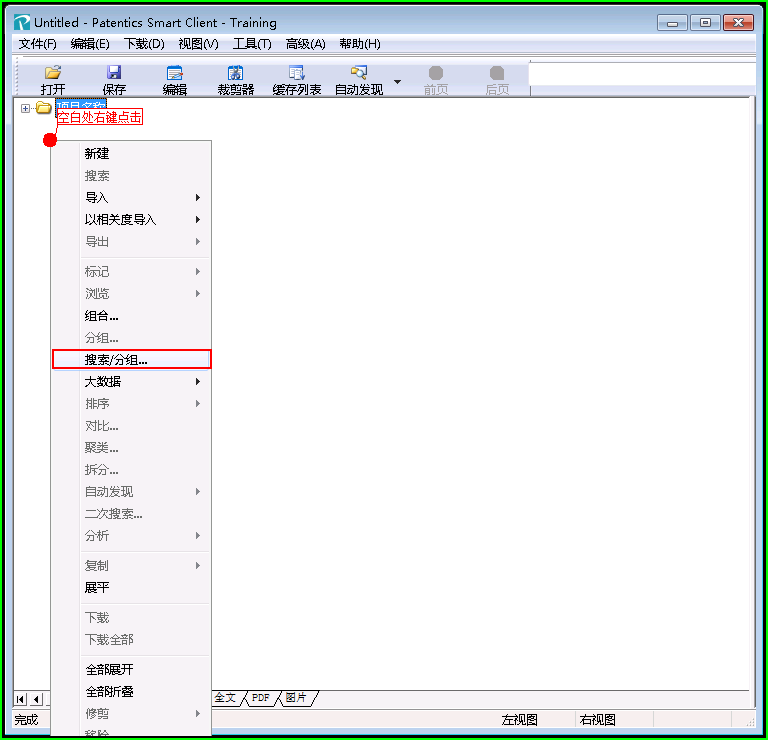 Untitled - Patentics Smart Client - Training
文件(F) 编辑(E) 下载(D) 视图(V) 工具(T) 高级(A) 帮助(H)
打开 保存 编辑 裁剪器 缓存列表 自动发现 前页 后页
项目名称
空白处右键点击
新建
搜索
导入
以相关度导入
导出
标记
浏览
组合...
分组...
搜索/分组...
大数据
排序
对比...
聚类...
拆分...
自动发现
二次搜索...
分析
复制
展平
下载
下载全部
全部展开
全部折叠
修剪
移除
全文 PDF 图片
完成 左视图 右视图